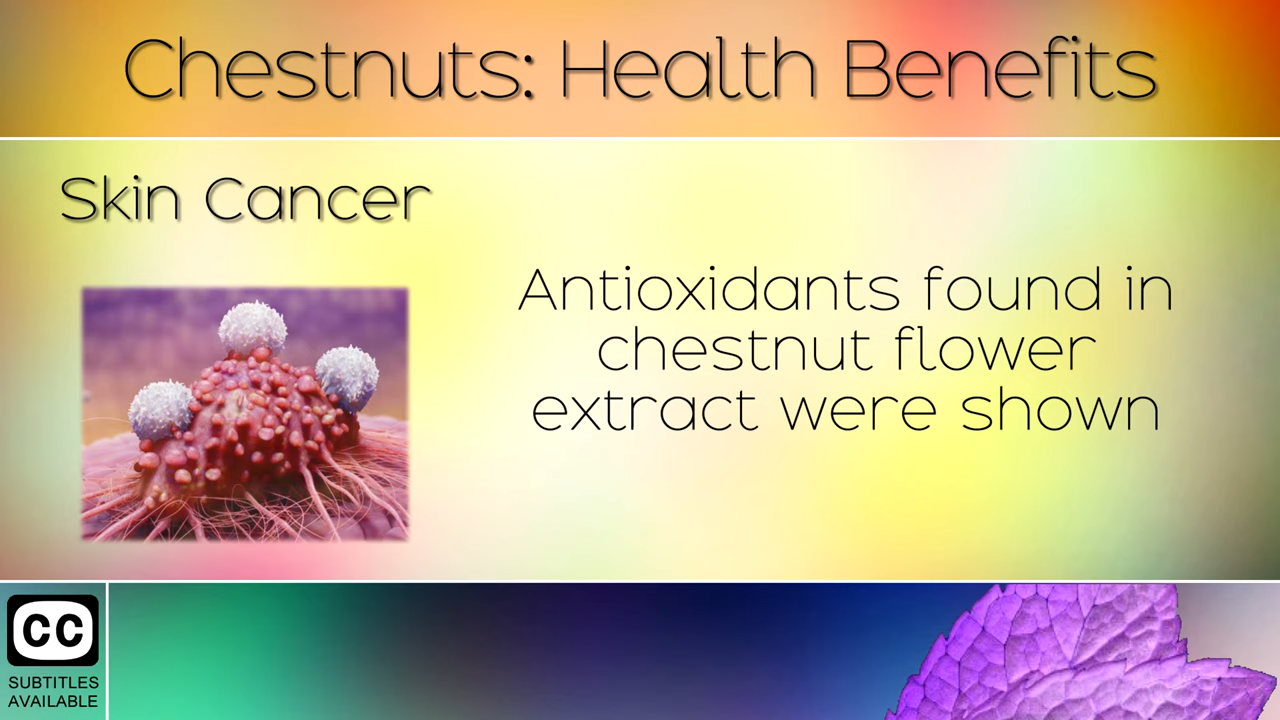 Chestnuts: Health Benefits
Skin Cancer
Antioxidants found in
chestnut flower
extract were shown
CC
SUBTITLES
AVAILABLE